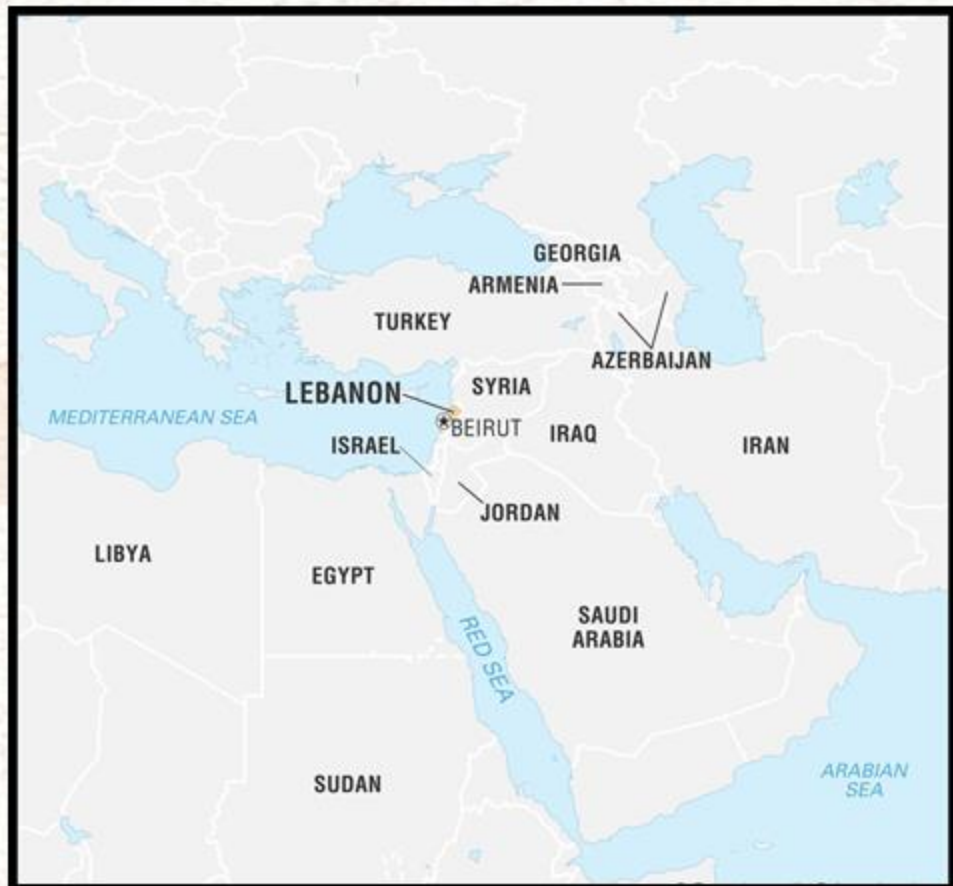 GEORGIA
ARMENIA
TURKEY
AZERBAIJAN
SYRIA
LEBANON
MEDITERRANEAN SEA
BEIRUT
IRAQ
IRAN
ISRAEL
JORDAN
LIBYA
EGYPT
SAUDI
ARABIA
RED SEA
SUDAN
ARABIAN
SEA